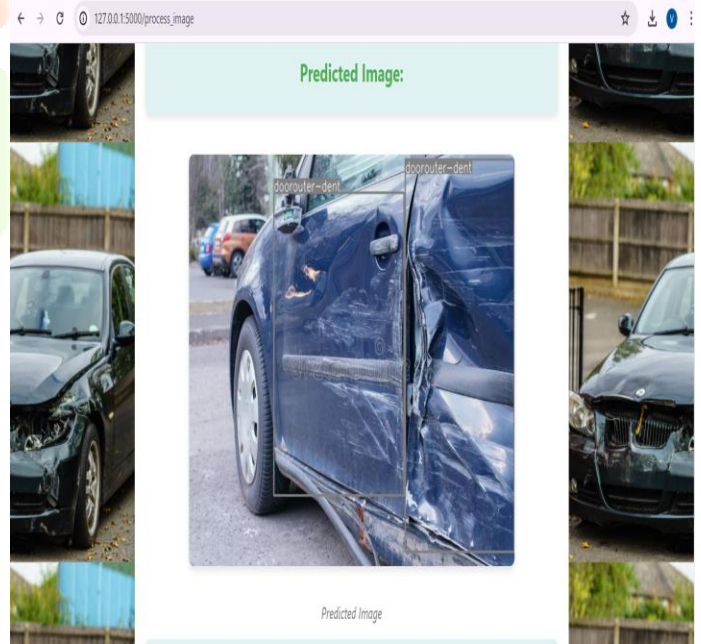 127.0.0.1:5000/process_image
V
Predicted Image:
doorouter-dent
doorouter-dent
Predicted Image